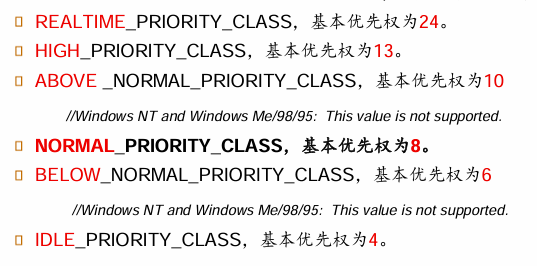 REALTIME_PRIORITY_CLASS，基本优先权为24。
HIGH_PRIORITY_CLASS，基本优先权为13。
ABOVE _NORMAL_PRIORITY_CLASS，基本优先权为10
//Windows NT and Windows Me/98/95: This value is not supported.
NORMAL_PRIORITY_CLASS，基本优先权为8。
BELOW_NORMAL_PRIORITY_CLASS，基本优先权为6
//Windows NT and Windows Me/98/95: This value is not supported.
IDLE_PRIORITY_CLASS，基本优先权为4。